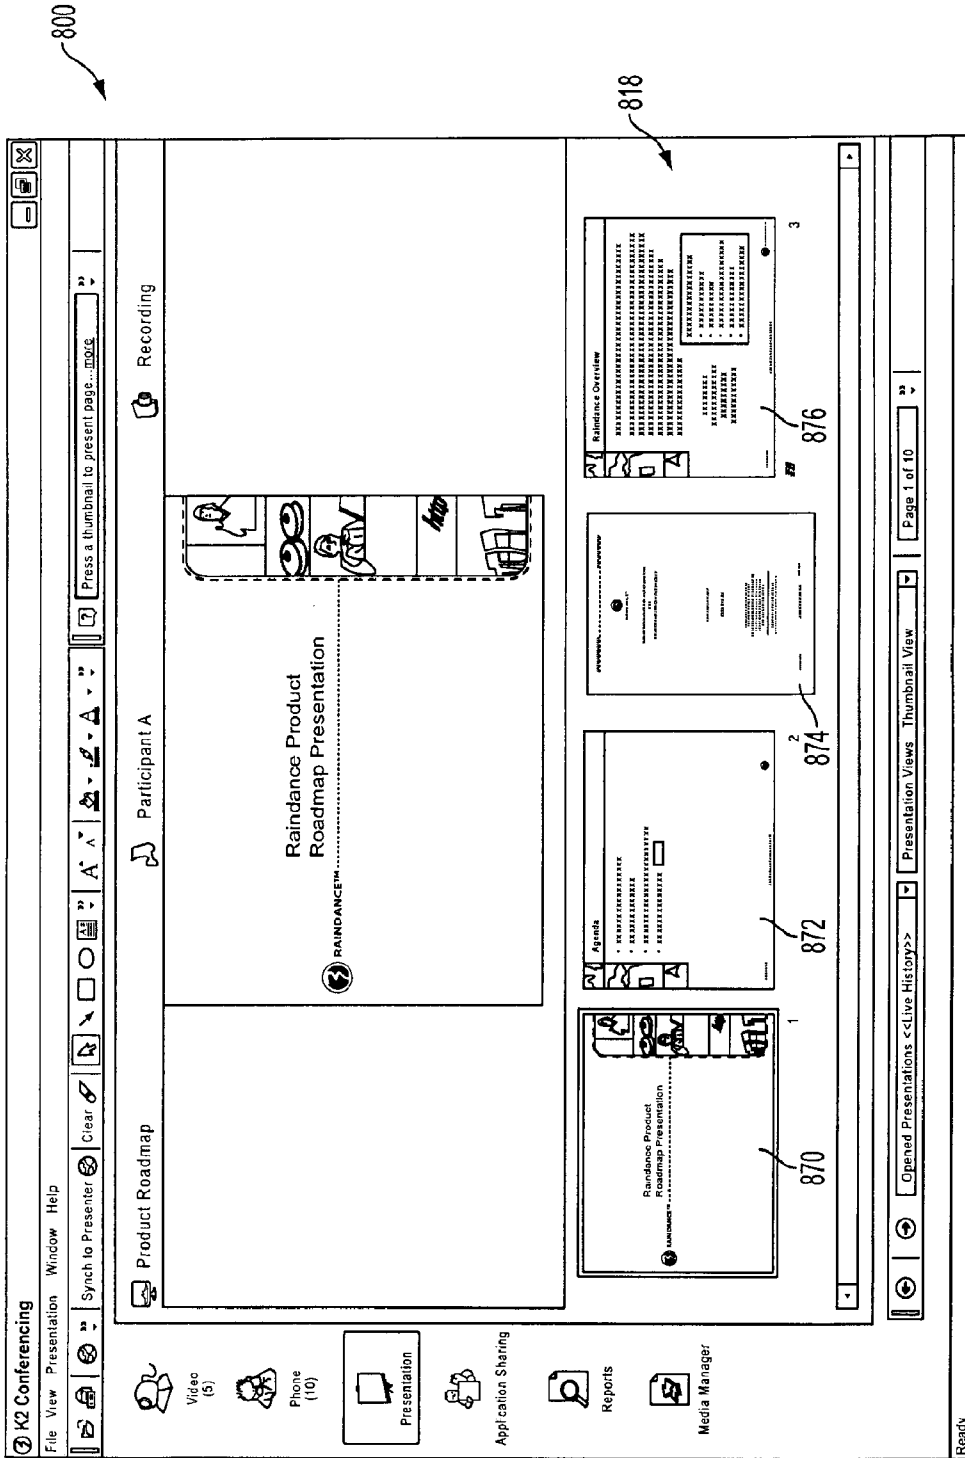 800
K2 Conferencing
File View Presentation Window Help
Synch to Presenter
Clear
A A
A
Press a thumbnail to present page...more
Product Roadmap
Participant A
Recording
Video
(5)
Phone
(10)
Presentation
Application Sharing
Reports
Media Manager
Raindance Product
Roadmap Presentation
RAINDANCE™
http
818
Raindance Product
Roadmap Presentation
RAINDANCE™
http
1
870
Agenda
2
872
874
Raindance Overview
3
876
Opened Presentations <<Live History>>
Presentation Views
Thumbnail View
Page 1 of 10
Ready